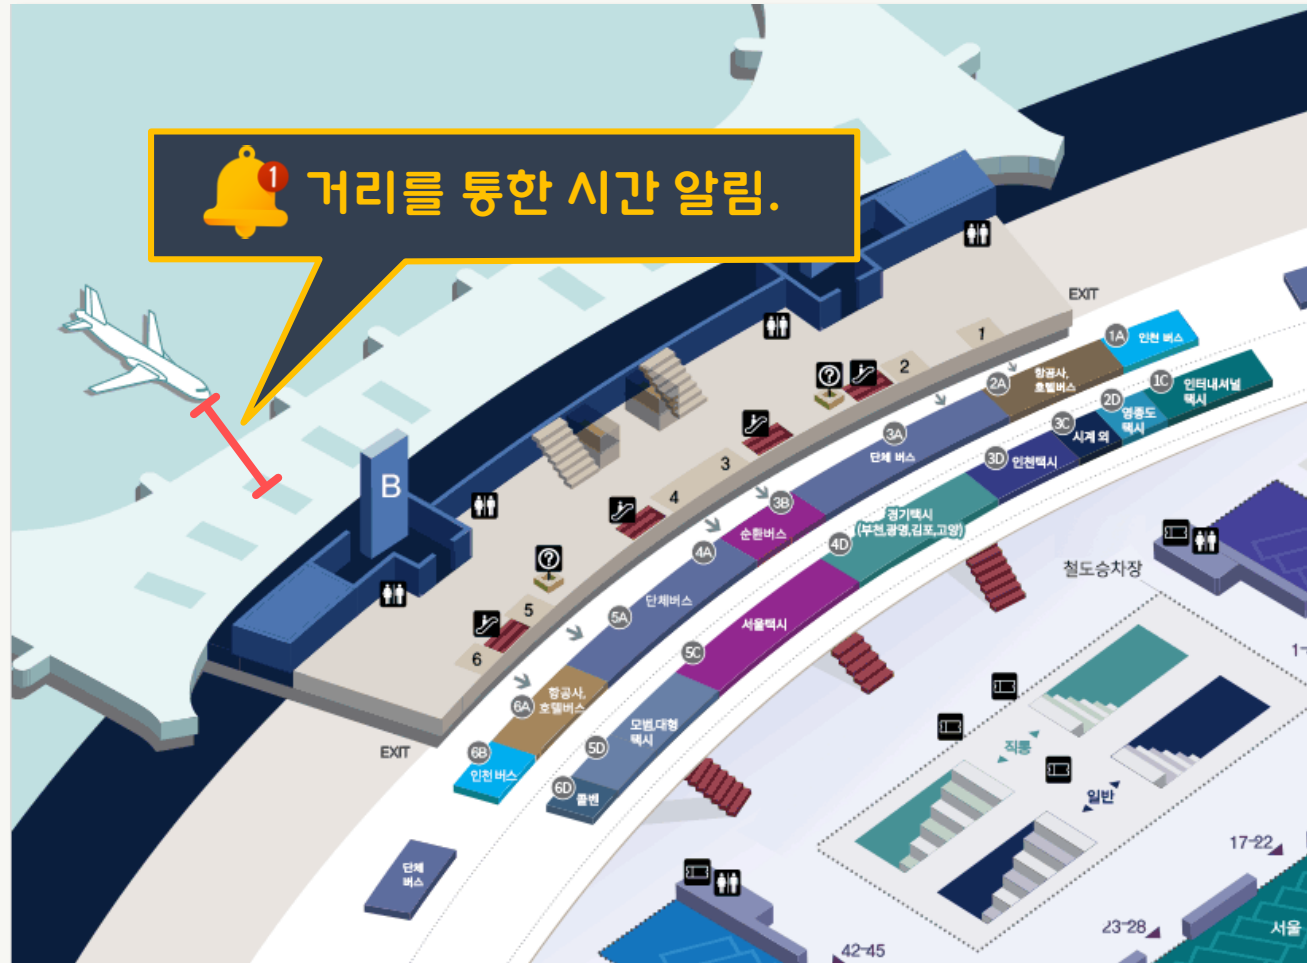 1
거리를 통한 시간 알림.
EXIT
1
1A
인천 버스
2
2A
항공사,
호텔버스
1C
인터내셔널
택시
2D
영종도
택시
3C
시계 외
3A
단체 버스
3D
인천택시
B
3
4
3B
순환버스
4D
경기택시
(부천,광명,김포,고양)
4A
단체버스
철도승차장
5
5A
서울택시
5C
6
항공사,
호텔버스
6A
모범,대형
택시
5D
EXIT
6B
인천 버스
6D
콜벤
직통
일반
1-
단체
버스
17-22
23-28
서울
42-45